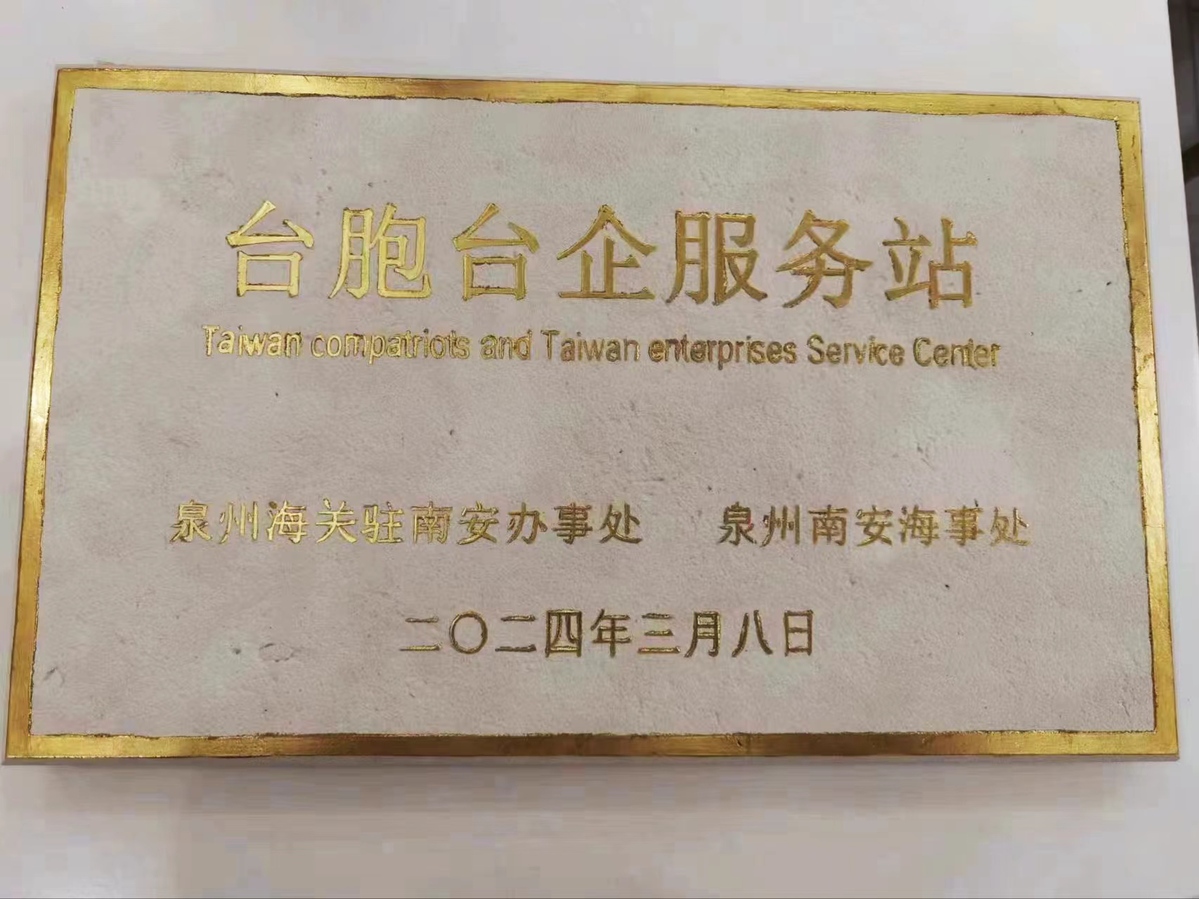 台胞台企服务站
Taiwan compatriots and Taiwan enterprises Service Center
泉州海关驻南安办事处 泉州南安海事处
二〇二四年三月八日